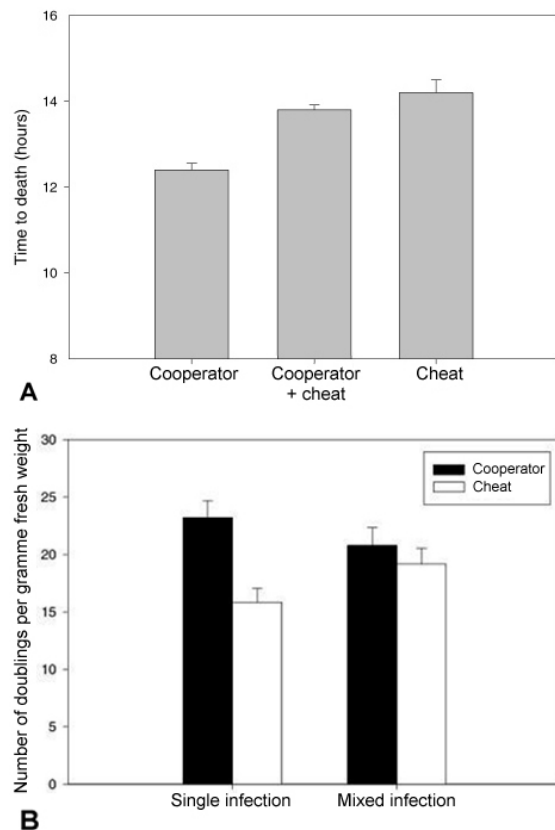 16
14
12
10
8
Time to death (hours)
Cooperator
Cooperator
+ cheat
Cheat
A
30
25
20
15
10
5
0
Number of doublings per gramme fresh weight
Cooperator
Cheat
Single infection
Mixed infection
B